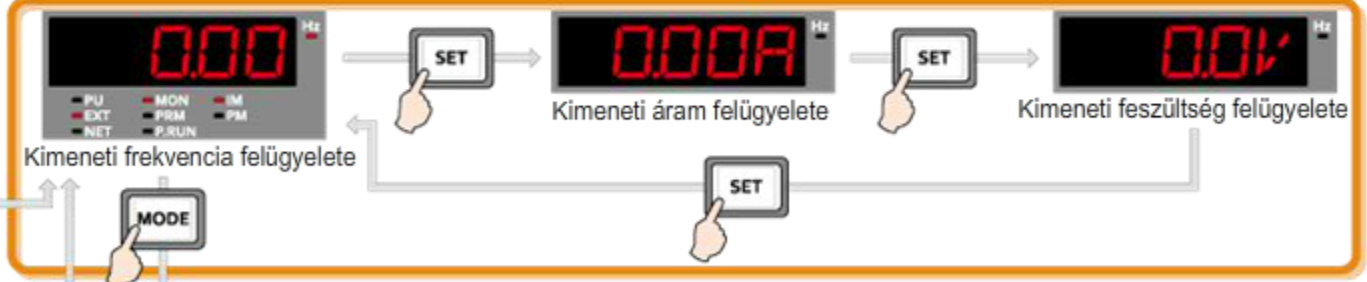 0.00 Hz
SET
0.00A Hz
SET
0.0V Hz
PU MON IM
EXT PRM PM
NET P.RUN
Kimeneti áram felügyelete
Kimeneti feszültség felügyelete
Kimeneti frekvencia felügyelete
SET
MODE